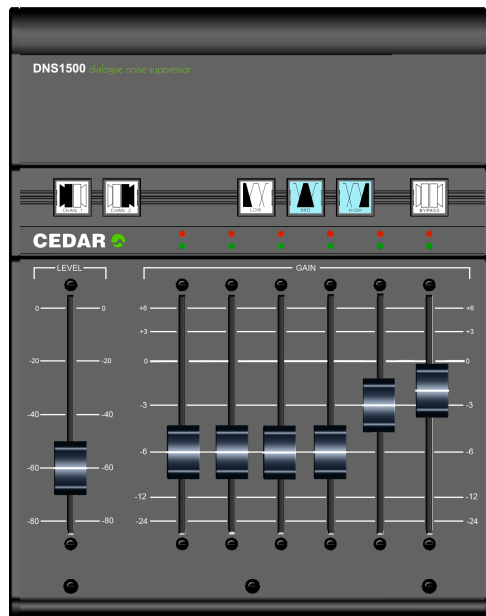 DNS1500 dialogue noise suppressor
CHAN. 1 CHAN. 2 LOW MID HIGH BYPASS
CEDAR
LEVEL GAIN
0 0 +6 +6
+3 +3
-20 -20 0 0
-40 -40 -3 -3
-60 -60 -6 -6
-12 -12
-80 -80 -24 -24